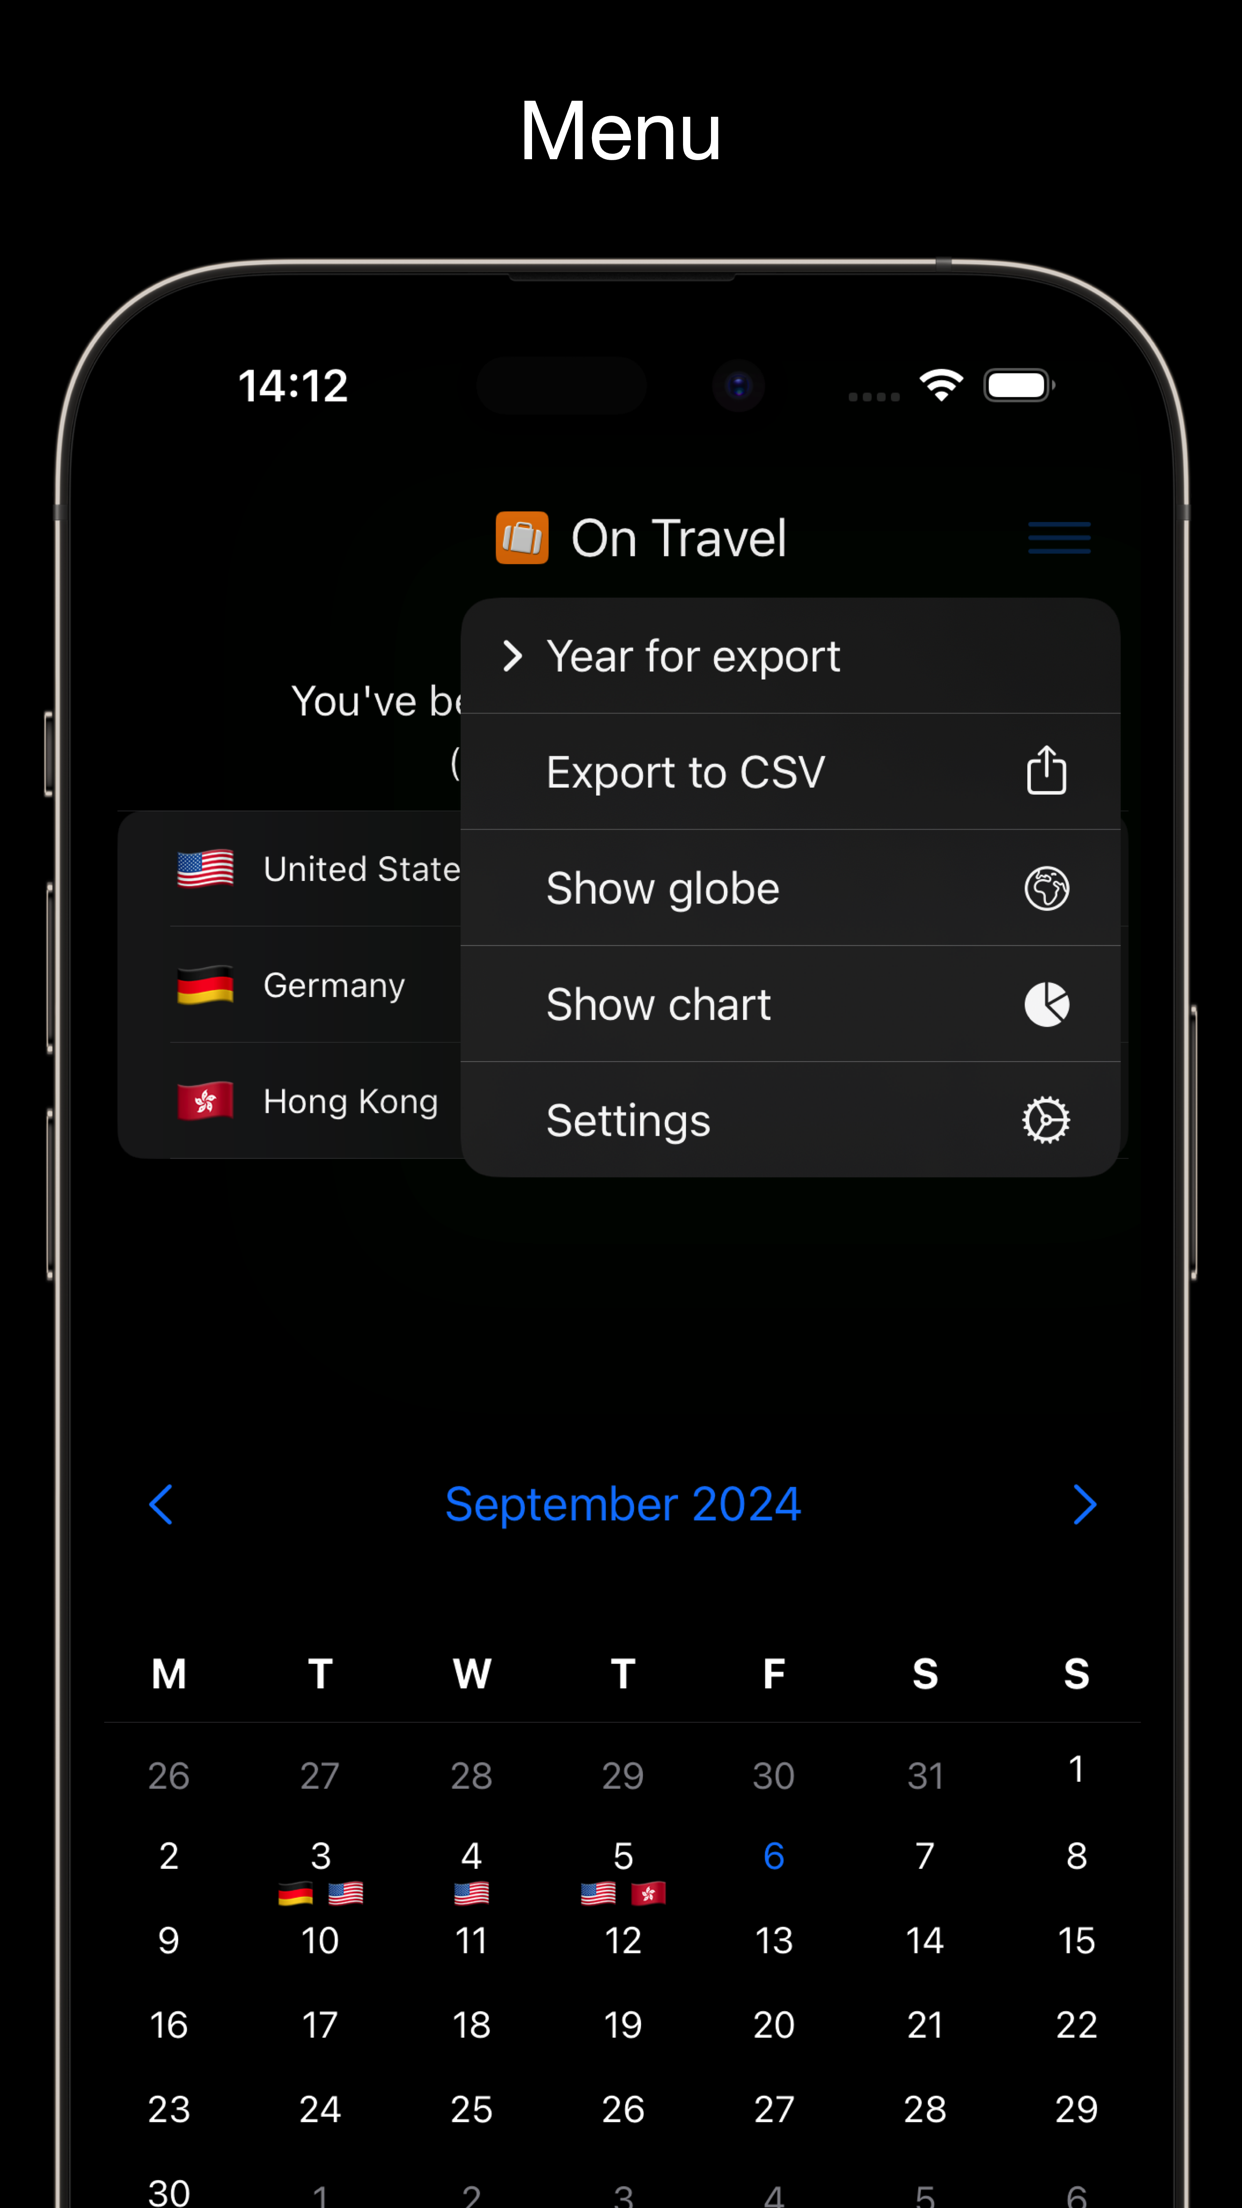 Menu
14:12
On Travel
Year for export
You've be
(
Export to CSV
United State
Show globe
Germany
Show chart
Hong Kong
Settings
September 2024
M T W T F S S
26 27 28 29 30 31 1
2 3 4 5 6 7 8
9 10 11 12 13 14 15
16 17 18 19 20 21 22
23 24 25 26 27 28 29
30 1 2 3 4 5 6